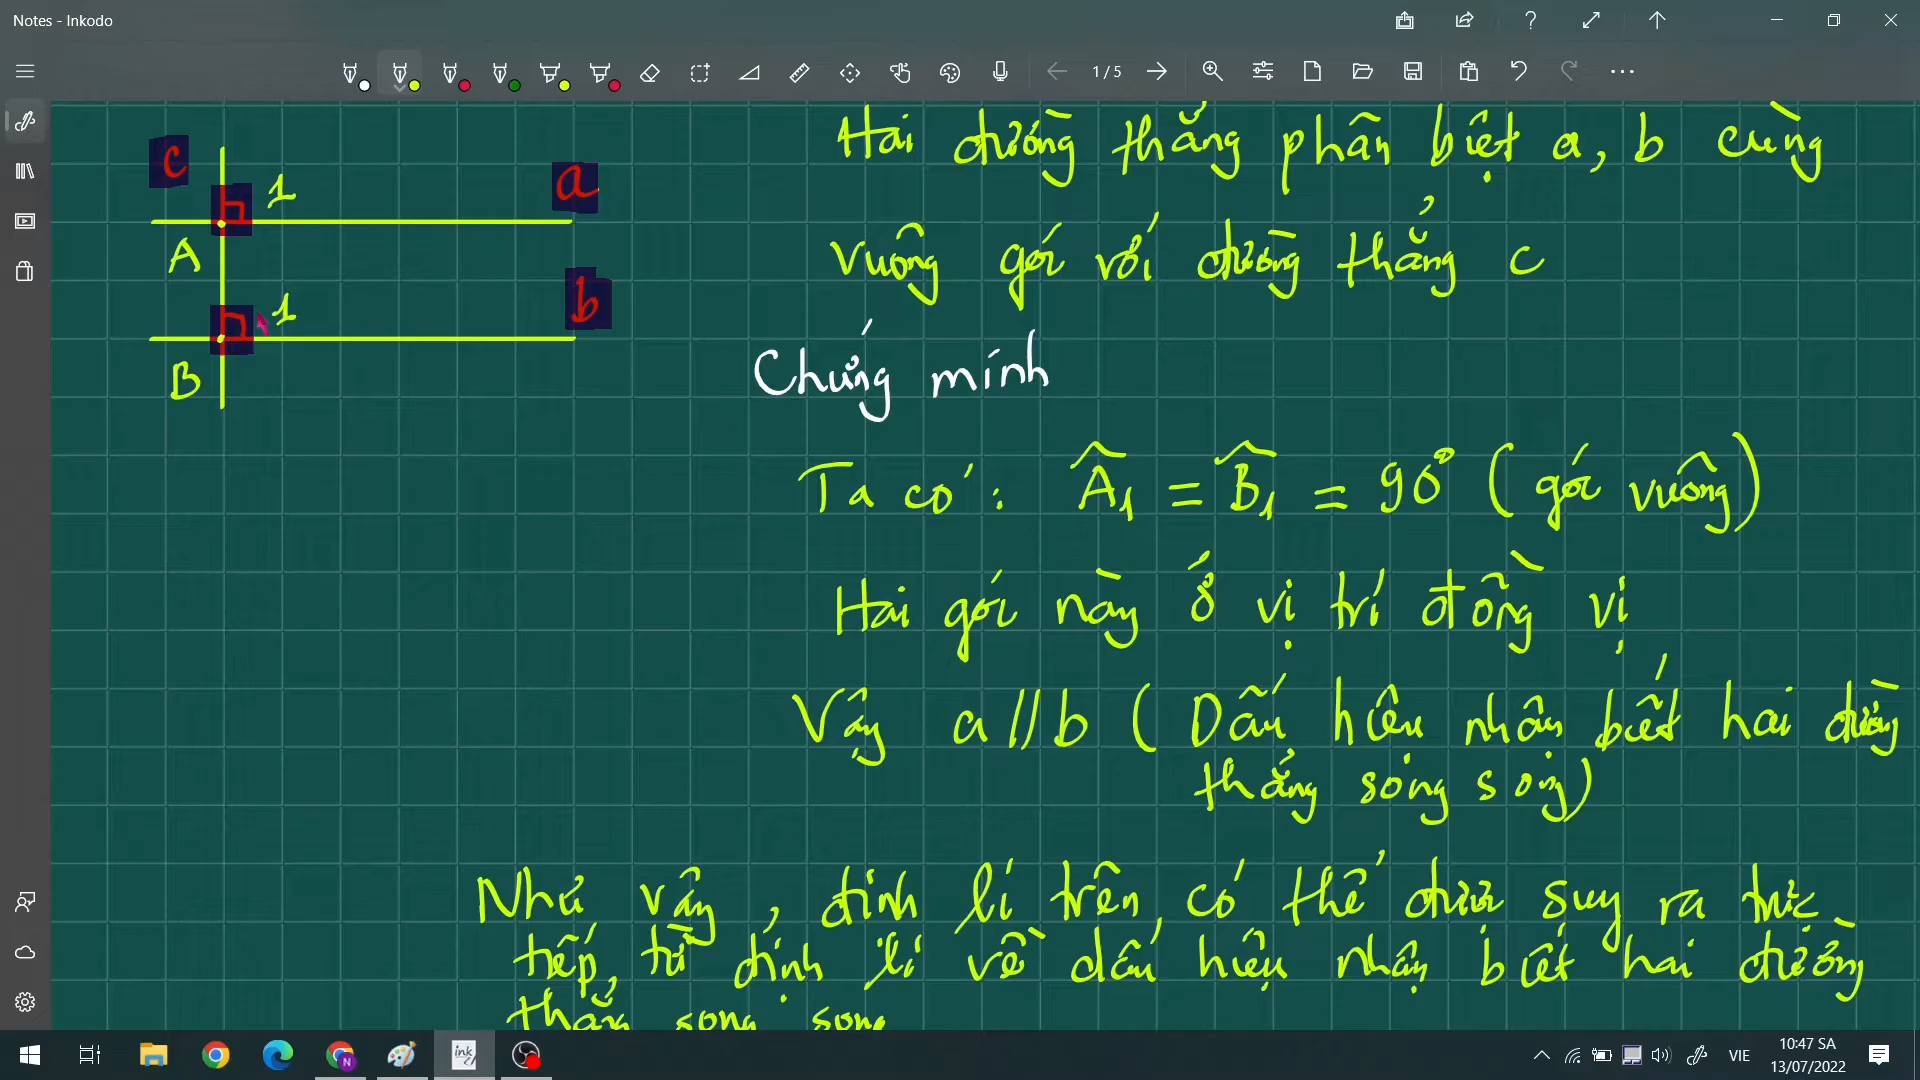 Notes - Inkodo
1 / 5
c
1
a
A
1
b
B
Hai đường thẳng phân biệt a, b cùng
vuông góc với đường thẳng c
Chứng minh
Ta có : Â₁ = B̂₁ = 90° ( góc vuông )
Hai góc này ở vị trí đồng vị
Vậy a // b ( Dấu hiệu nhận biết hai đường
thẳng song song )
Như vậy , định lí trên có thể được suy ra trực
tiếp từ định lí về dấu hiệu nhận biết hai đường
thẳng song song
ink
VIE
10:47 SA
13/07/2022